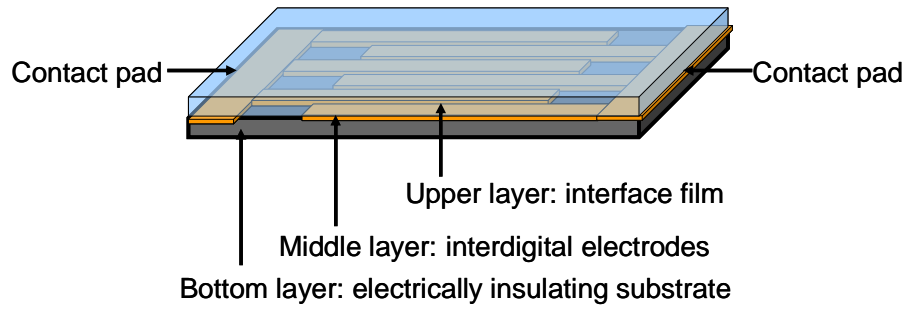 Contact pad
Contact pad
Upper layer: interface film
Middle layer: interdigital electrodes
Bottom layer: electrically insulating substrate